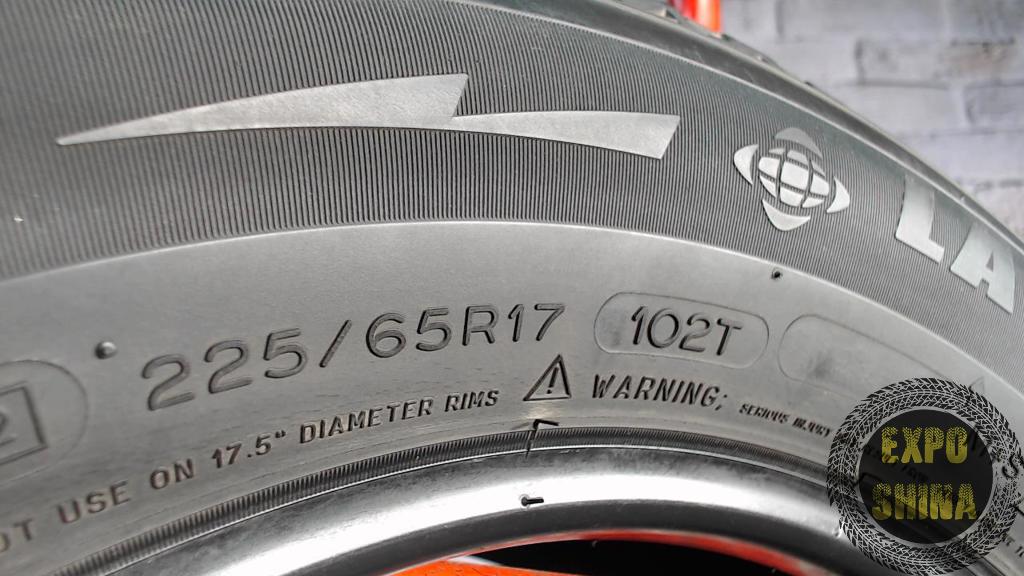 LA
225/65R17 102T
OT USE ON 17.5" DIAMETER RIMS WARNING;
EXPO
SHINA